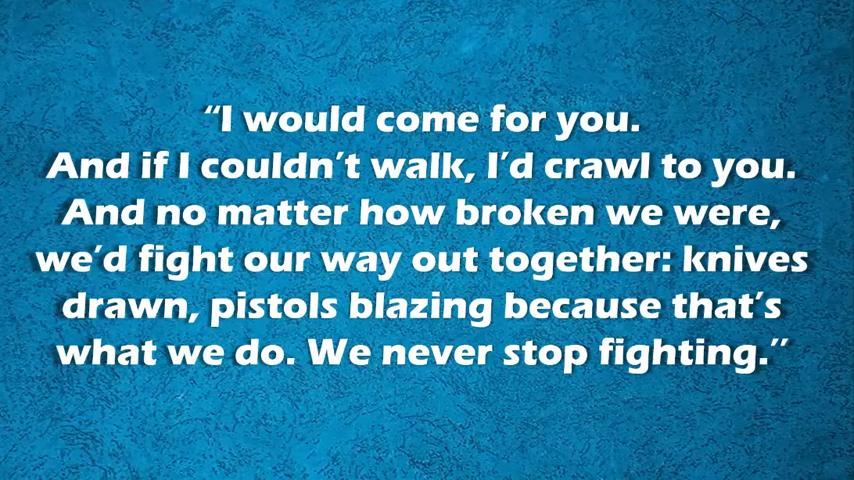 “I would come for you.
And if I couldn’t walk, I’d crawl to you.
And no matter how broken we were,
we’d fight our way out together: knives
drawn, pistols blazing because that’s
what we do. We never stop fighting.”